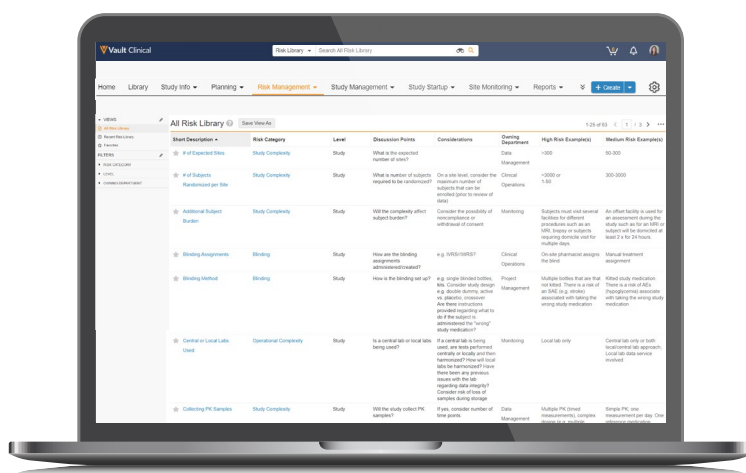 Vault Clinical
Risk Library
Search All Risk Library
Home Library Study Info Planning Risk Management Study Management Study Startup Site Monitoring Reports + Create
VIEWS
All Risk Library
Recent Risk Library
Favorites
FILTERS
RISK CATEGORY
LEVEL
OWNING DEPARTMENT
All Risk Library Save View As
1-25 of 63 1 / 3
Short Description Risk Category Level Discussion Points Considerations Owning Department High Risk Example(s) Medium Risk Example(s)
# of Expected Sites Study Complexity Study What is the expected Data >300 50-300
number of sites?
Management
# of Subjects Study Complexity Study What is number of subjects On a site level, consider the Clinical >3000 or 300-3000
Randomized per Site required to be randomized? maximum number of Operations 1-50
subjects that can be
enrolled (prior to review of
data)
Additional Subject Study Complexity Study Will the complexity affect Consider the possibility of Monitoring Subjects must visit several An offset facility is used for
Burden subject burden? noncompliance or facilities for different an assessment during the
withdrawal of consent procedures such as an study such as for an MRI or
MRI, biopsy or subjects subject will be domiciled at
requiring domicile visit for least 2 x for 24 hours
multiple days
Blinding Assignments Blinding Study How are the blinding e.g. IVRS/IWRS? Clinical On-site pharmacist assigns Manual treatment
assignments Operations the blind assignment
administered/created?
Blinding Method Blinding Study How is the blinding set up? e.g. single blinded bottles, Project Multiple bottles that are that Kitted study medication
kits. Consider study design Management not kitted. There is a risk of There is a risk of AEs
e.g. double dummy, active an SAE (e.g. stroke) (hypoglycemia) associate
vs. placebo, crossover associated with taking the with taking the wrong study
Are there instructions wrong study medication medication
provided regarding what to
do if the subject is
administered the "wrong"
study medication?
Central or Local Labs Operational Complexity Study Is a central lab or local labs If a central lab is being Monitoring Local lab only Central lab only or both
Used being used? used, are tests performed local/central lab approach;
centrally or locally and then Local lab data service
harmonized? How will local involved
labs be harmonized? Have
there been any previous
issues with the lab
regarding data integrity?
Consider risk of loss of
samples during storage
Collecting PK Samples Study Complexity Study Will the study collect PK If yes, consider number of Data Multiple PK (timed Simple PK, one
samples? time points Management measurements), complex measurement per day. One